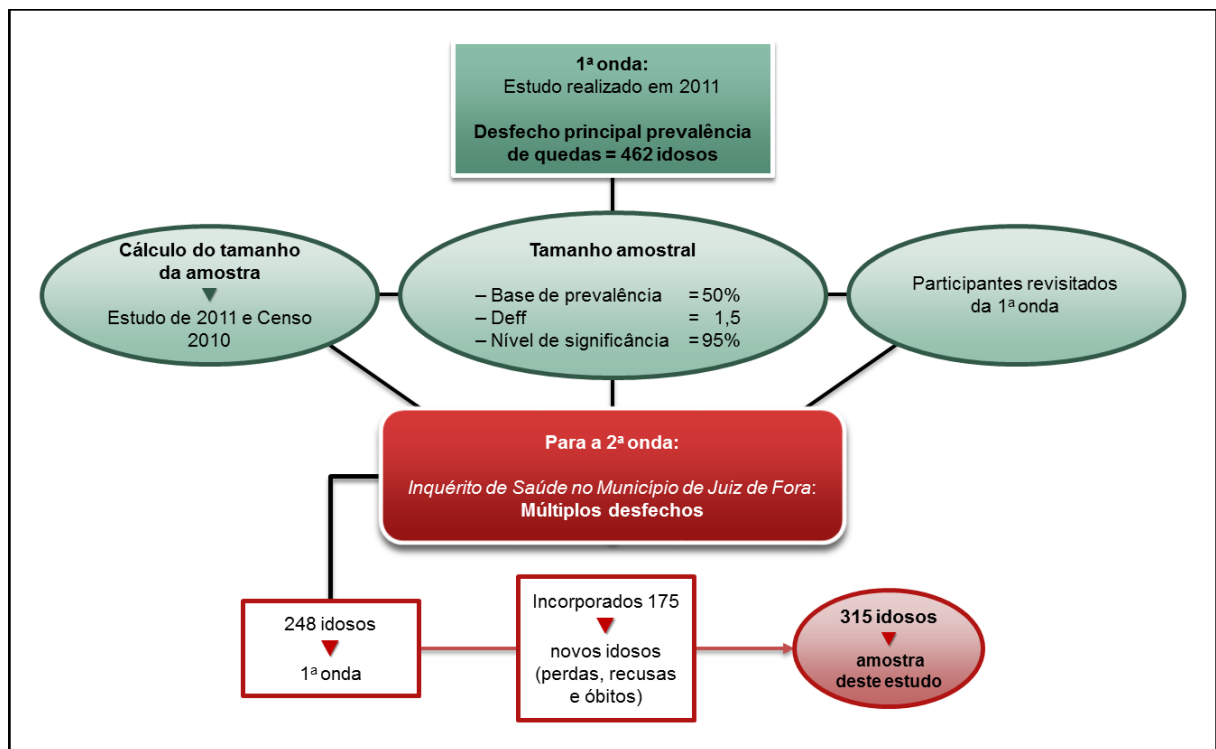 1ª onda:
Estudo realizado em 2011
Desfecho principal prevalência
de quedas = 462 idosos
Cálculo do tamanho
da amostra
Estudo de 2011 e Censo
2010
Tamanho amostral
– Base de prevalência = 50%
– Deff = 1,5
– Nível de significância = 95%
Participantes revisitados
da 1ª onda
Para a 2ª onda:
Inquérito de Saúde no Município de Juiz de Fora:
Múltiplos desfechos
248 idosos
1ª onda
Incorporados 175
novos idosos
(perdas, recusas
e óbitos)
315 idosos
amostra
deste estudo